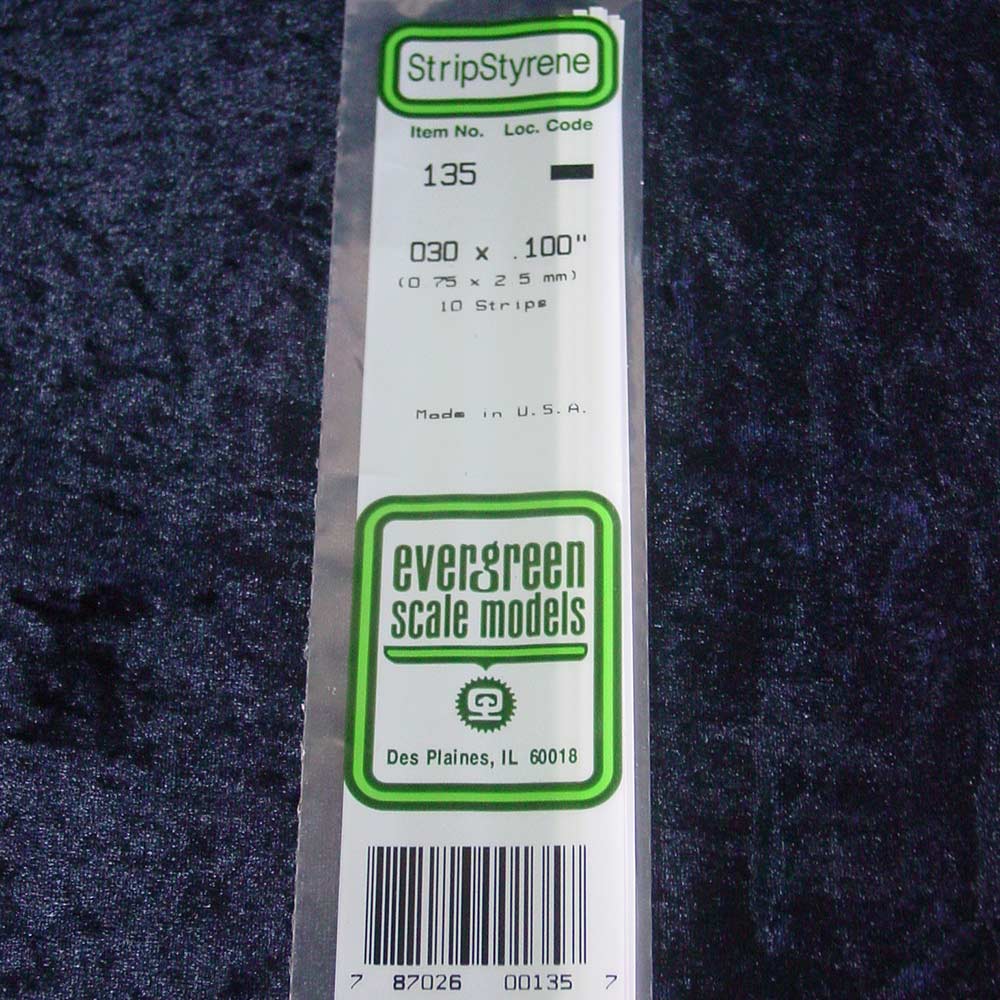 StripStyrene
Item No. Loc. Code
135
030 x .100"
(0 75 x 2 5 mm)
10 Strips
Made in U.S.A.
evergreen
scale models
Des Plaines, IL 60018
7 87026 00135 7